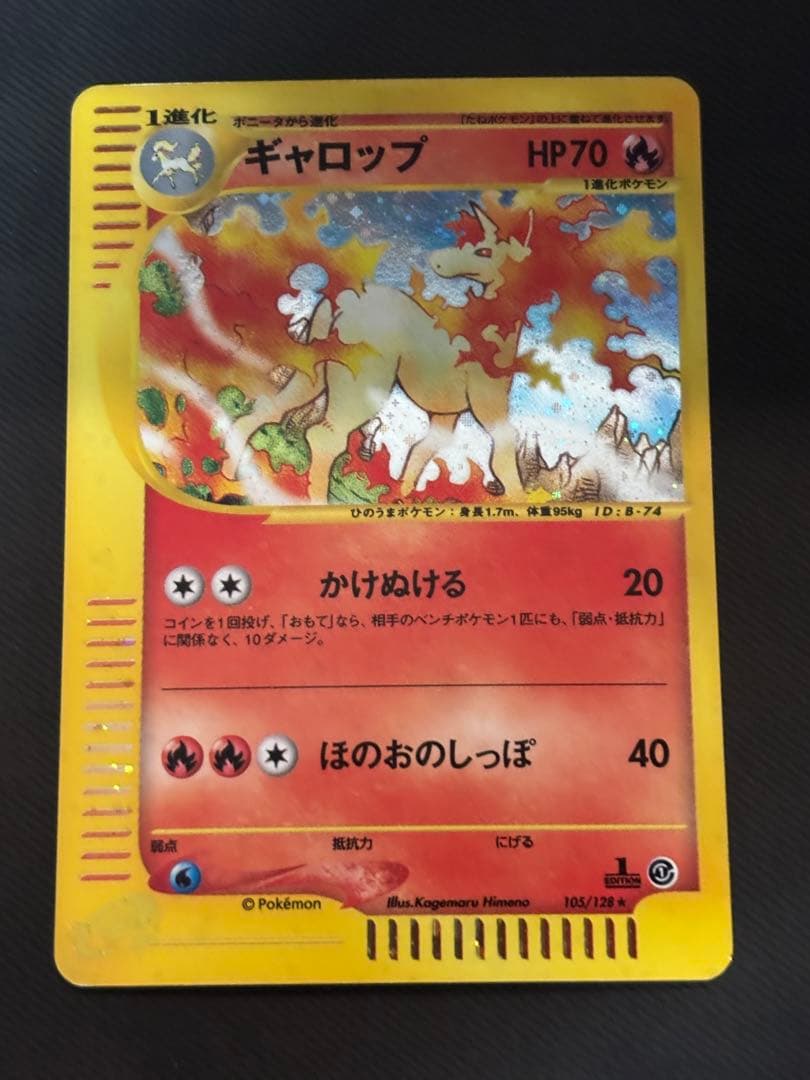 1進化
ポニータから進化
「たねポケモン」の上に重ねて進化させます
ギャロップ
HP70
1進化ポケモン
ひのうまポケモン：身長1.7m、体重95kg ID:B-74
かけぬける 20
コインを1回投げ、「おもて」なら、相手のベンチポケモン1匹にも、「弱点・抵抗力」
に関係なく、10ダメージ。
ほのおのしっぽ 40
弱点 抵抗力 にげる
1
EDITION
©Pokémon Illus.Kagemaru Himeno 105/128★